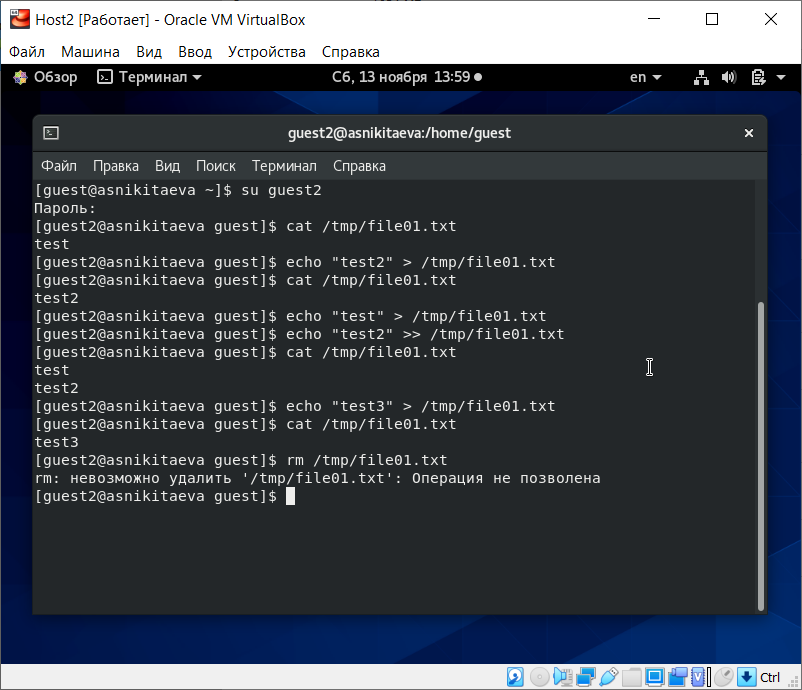 Host2 [Работает] - Oracle VM VirtualBox
Файл Машина Вид Ввод Устройства Справка
Обзор Терминал Сб, 13 ноября 13:59 en
guest2@asnikitaeva:/home/guest
Файл Правка Вид Поиск Терминал Справка
[guest@asnikitaeva ~]$ su guest2
Пароль:
[guest2@asnikitaeva guest]$ cat /tmp/file01.txt
test
[guest2@asnikitaeva guest]$ echo "test2" > /tmp/file01.txt
[guest2@asnikitaeva guest]$ cat /tmp/file01.txt
test2
[guest2@asnikitaeva guest]$ echo "test" > /tmp/file01.txt
[guest2@asnikitaeva guest]$ echo "test2" >> /tmp/file01.txt
[guest2@asnikitaeva guest]$ cat /tmp/file01.txt
test
test2
[guest2@asnikitaeva guest]$ echo "test3" > /tmp/file01.txt
[guest2@asnikitaeva guest]$ cat /tmp/file01.txt
test3
[guest2@asnikitaeva guest]$ rm /tmp/file01.txt
rm: невозможно удалить '/tmp/file01.txt': Операция не позволена
[guest2@asnikitaeva guest]$
Ctrl